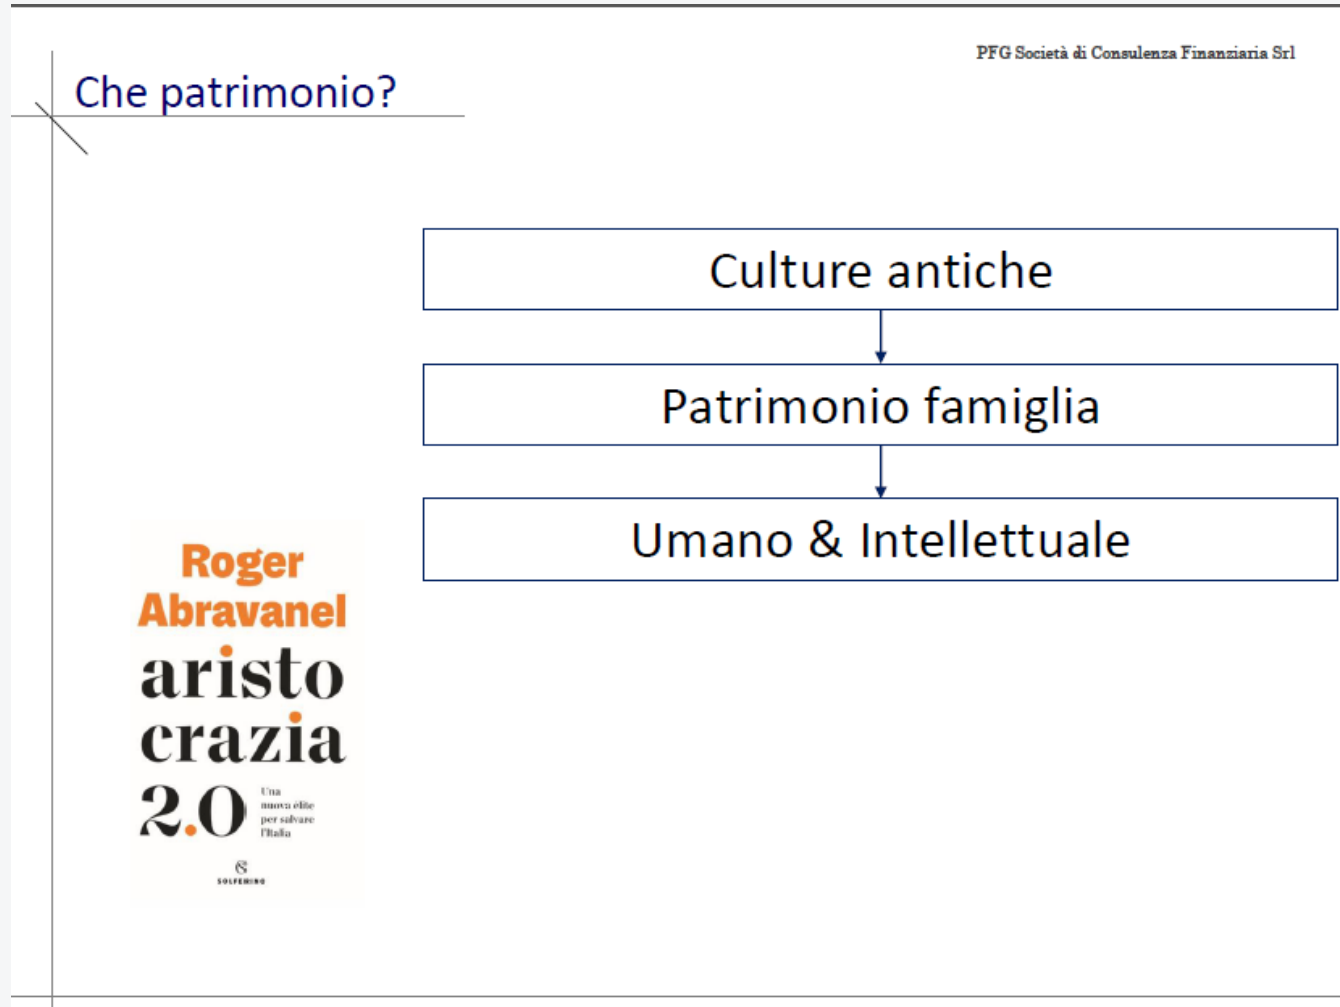 PFG Società di Consulenza Finanziaria Srl
Che patrimonio?
Culture antiche
Patrimonio famiglia
Umano & Intellettuale
Roger
Abravanel
aristo
crazia
2.0
Una
nuova élite
per salvare
l'Italia
SOLFERINO